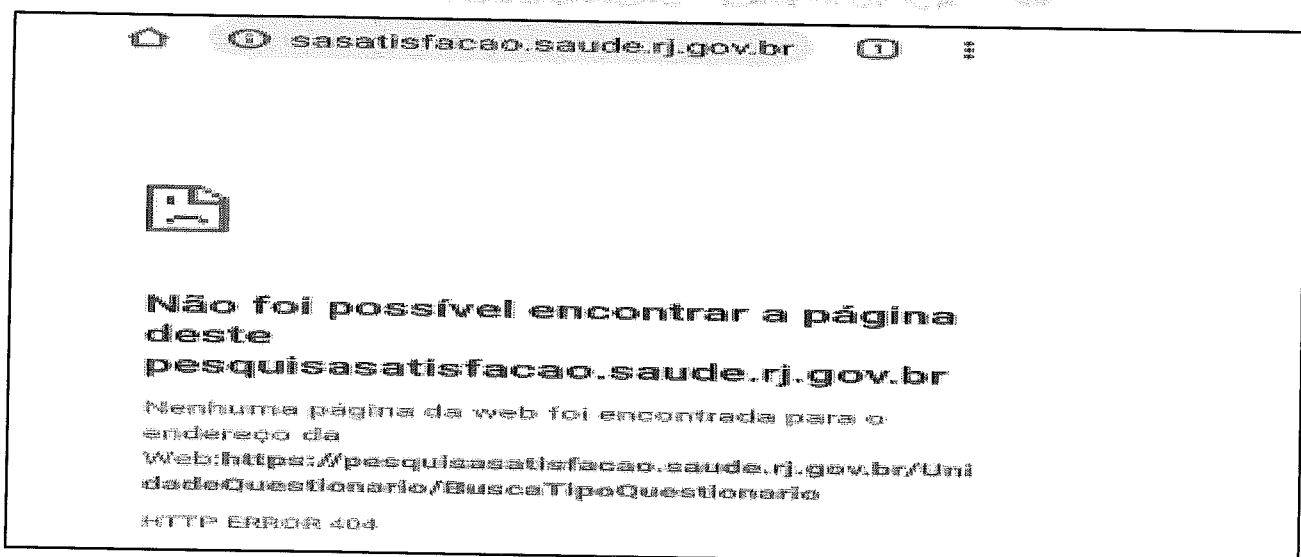 sasatisfacao.saude.rj.gov.br 1
Não foi possível encontrar a página
deste
pesquisasatisfacao.saude.rj.gov.br
Nenhuma página da web foi encontrada para o
endereço da
Web:https://pesquisasatisfacao.saude.rj.gov.br/Uni
dadeQuestionario/BuscaTipoQuestionario
HTTP ERROR 404